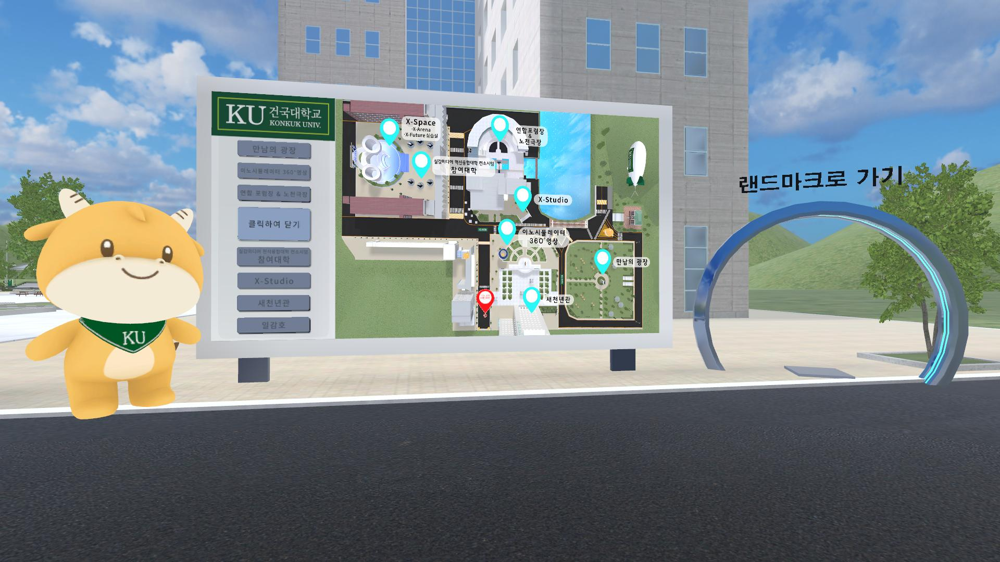 KU 건국대학교
KONKUK UNIV.
만남의 광장
이노시뮬레이터 360°영상
연합 포럼장 & 노천극장
클릭하여 닫기
실감미디어 혁신융합대학 컨소시엄
참여대학
X-Studio
새천년관
일감호
X-Space
·X-Arena
·X-Future 실습실
연합포럼장
&
노천극장
실감미디어 혁신융합대학 컨소시엄
참여대학
X-Studio
이노시뮬레이터
360°영상
만남의 광장
새천년관
랜드마크로 가기
KU